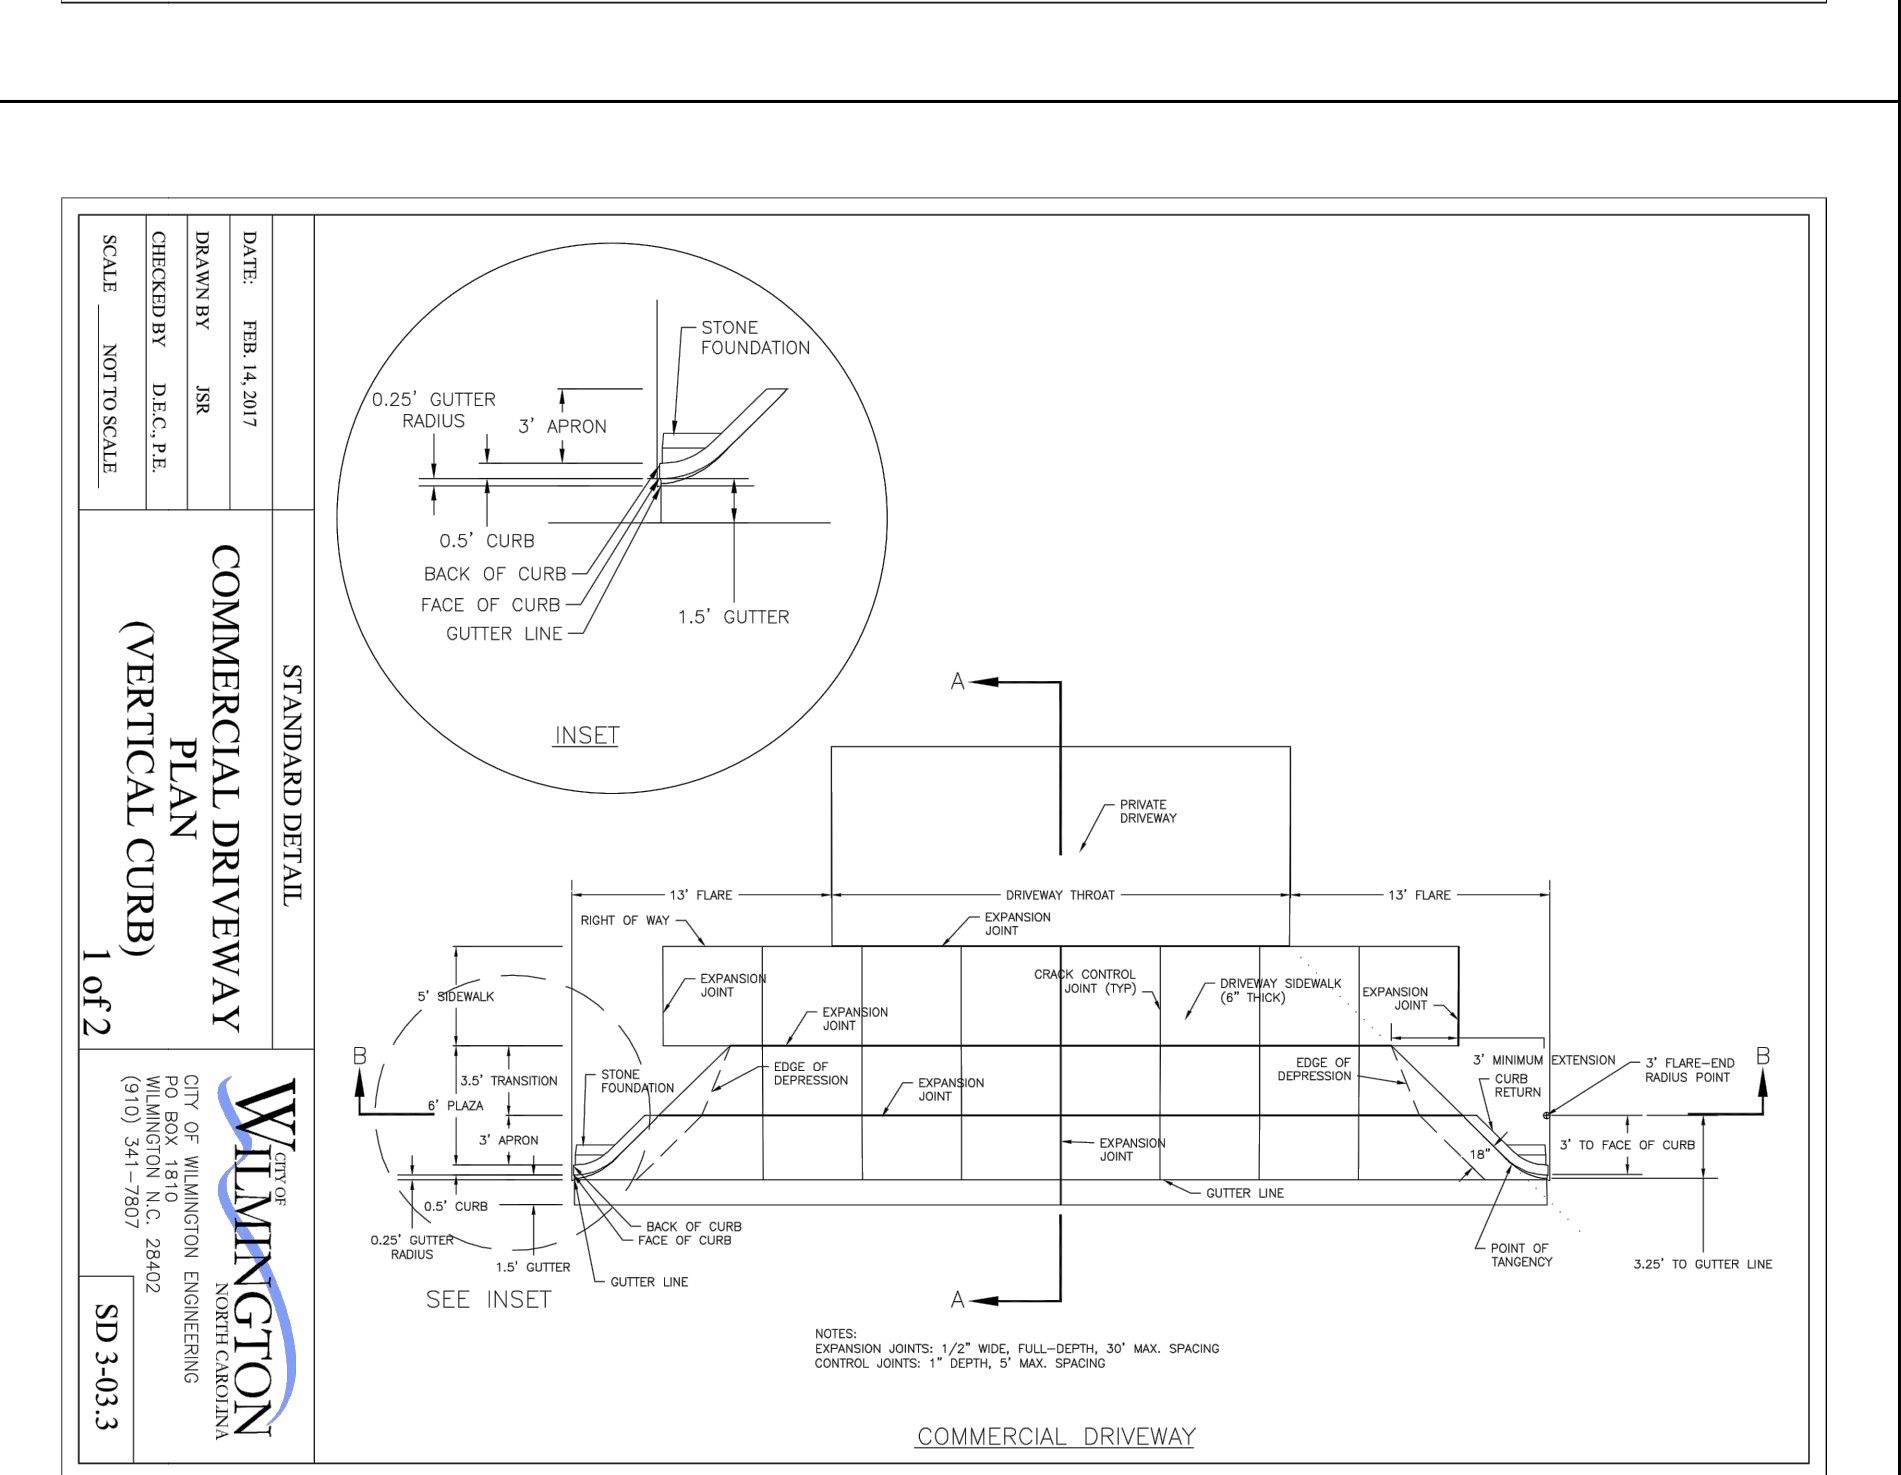 DATE: FEB. 14, 2017
DRAWN BY JSR
CHECKED BY D.E.C., P.E.
SCALE NOT TO SCALE
STANDARD DETAIL
COMMERCIAL DRIVEWAY
PLAN
(VERTICAL CURB)
1 of 2
CITY OF
WILMINGTON
NORTH CAROLINA
CITY OF WILMINGTON ENGINEERING
PO BOX 1810
WILMINGTON N.C. 28402
(910) 341-7807
SD 3-03.3
STONE
FOUNDATION
0.25' GUTTER
RADIUS
3' APRON
0.5' CURB
BACK OF CURB
FACE OF CURB
GUTTER LINE
1.5' GUTTER
INSET
A
PRIVATE
DRIVEWAY
13' FLARE
DRIVEWAY THROAT
13' FLARE
RIGHT OF WAY
EXPANSION
JOINT
5' SIDEWALK
EXPANSION
JOINT
CRACK CONTROL
JOINT (TYP)
DRIVEWAY SIDEWALK
(6" THICK)
EXPANSION
JOINT
EXPANSION
JOINT
B
3.5' TRANSITION
6' PLAZA
3' APRON
STONE
FOUNDATION
EDGE OF
DEPRESSION
EXPANSION
JOINT
EDGE OF
DEPRESSION
3' MINIMUM EXTENSION
CURB
RETURN
3' FLARE-END
RADIUS POINT
B
EXPANSION
JOINT
18"
3' TO FACE OF CURB
GUTTER LINE
0.5' CURB
0.25' GUTTER
RADIUS
1.5' GUTTER
BACK OF CURB
FACE OF CURB
GUTTER LINE
POINT OF
TANGENCY
3.25' TO GUTTER LINE
SEE INSET
A
NOTES:
EXPANSION JOINTS: 1/2" WIDE, FULL-DEPTH, 30' MAX. SPACING
CONTROL JOINTS: 1" DEPTH, 5' MAX. SPACING
COMMERCIAL DRIVEWAY